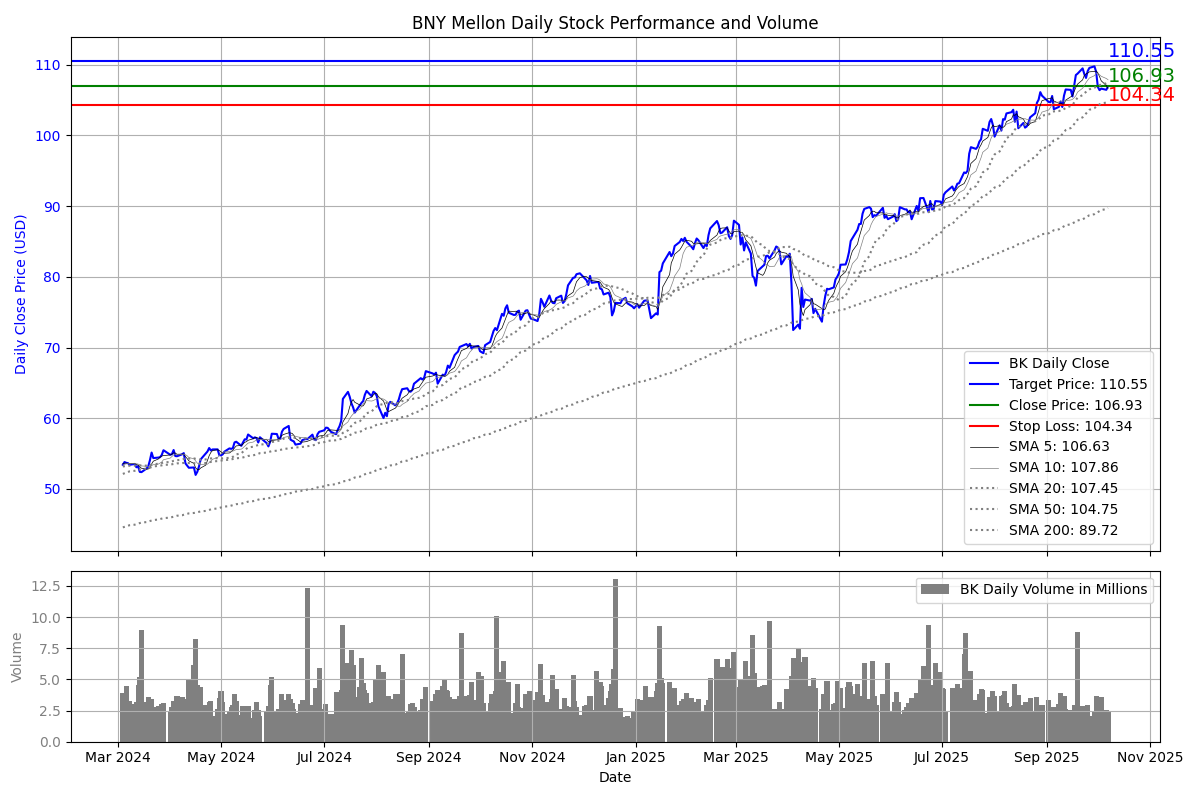 BNY Mellon Daily Stock Performance and Volume
110.55
106.93
104.34
110
100
90
80
70
60
50
Daily Close Price (USD)
BK Daily Close
Target Price: 110.55
Close Price: 106.93
Stop Loss: 104.34
SMA 5: 106.63
SMA 10: 107.86
SMA 20: 107.45
SMA 50: 104.75
SMA 200: 89.72
12.5
10.0
7.5
5.0
2.5
0.0
Volume
BK Daily Volume in Millions
Mar 2024 May 2024 Jul 2024 Sep 2024 Nov 2024 Jan 2025 Mar 2025 May 2025 Jul 2025 Sep 2025 Nov 2025
Date